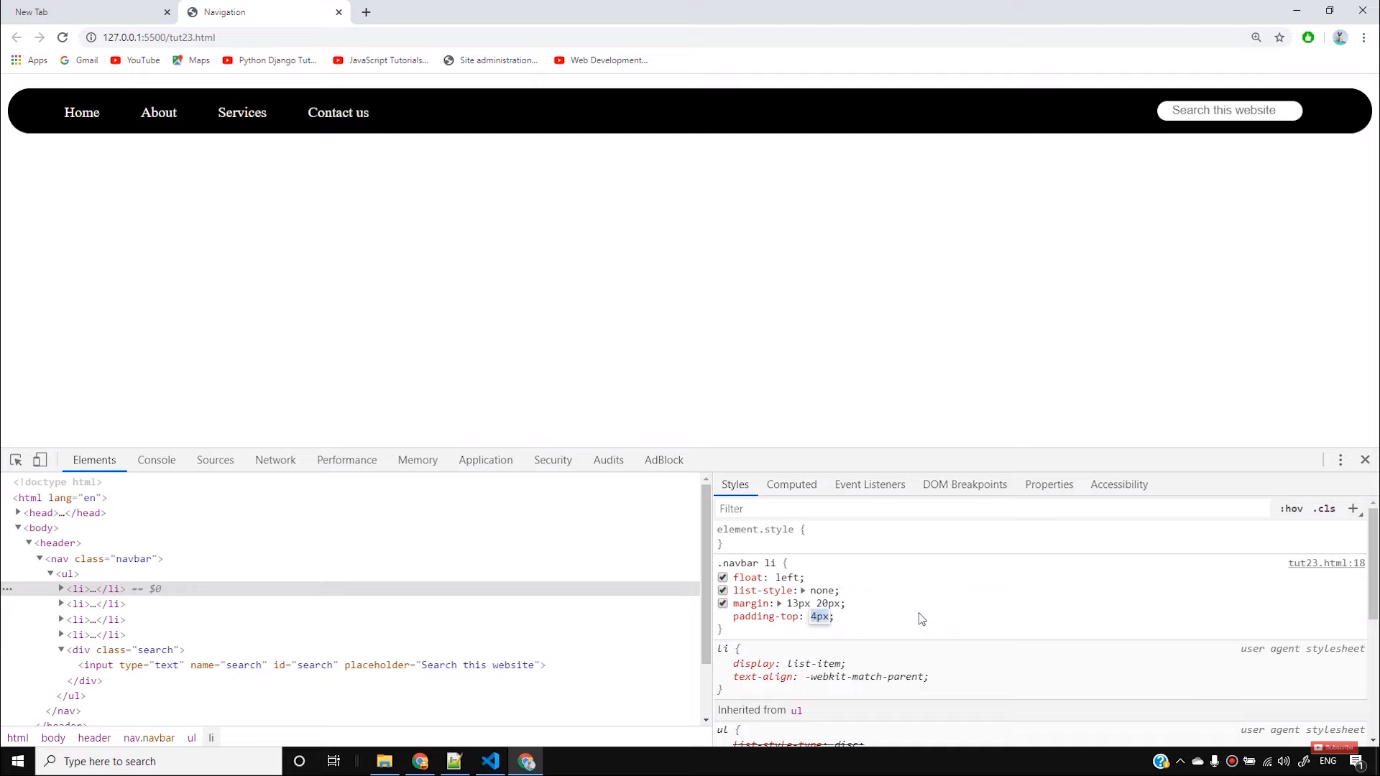 New Tab
Navigation
127.0.0.1:5500/tut23.html
Apps Gmail YouTube Maps Python Django Tut... JavaScript Tutorials... Site administration... Web Development...
Home About Services Contact us Search this website
Elements Console Sources Network Performance Memory Application Security Audits AdBlock
<!doctype html>
<html lang="en">
<head>…</head>
<body>
<header>
<nav class="navbar">
<ul>
<li>…</li> == $0
<li>…</li>
<li>…</li>
<li>…</li>
<div class="search">
<input type="text" name="search" id="search" placeholder="Search this website">
</div>
</ul>
</nav>
</header>
html body header nav.navbar ul li
Styles Computed Event Listeners DOM Breakpoints Properties Accessibility
Filter :hov .cls
element.style {
}
.navbar li { tut23.html:18
float: left;
list-style: none;
margin: 13px 20px;
padding-top: 4px;
}
li { user agent stylesheet
display: list-item;
text-align: -webkit-match-parent;
}
Inherited from ul
ul { user agent stylesheet
list-style-type: disc;
Subscribe
Type here to search
ENG
1